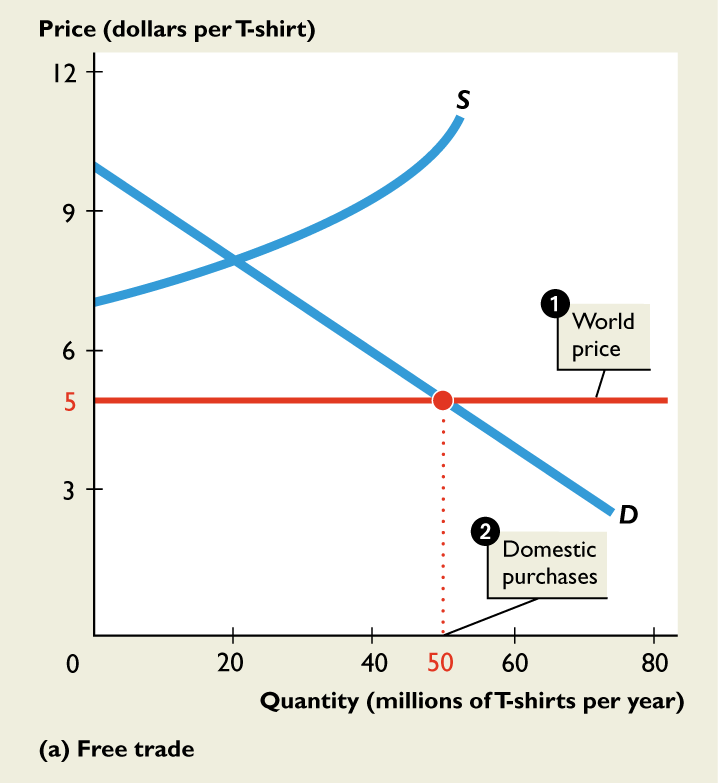 Price (dollars per T-shirt)
12
S
9
1
World
price
6
5
3
D
2
Domestic
purchases
0
20
40
50
60
80
Quantity (millions of T-shirts per year)
(a) Free trade